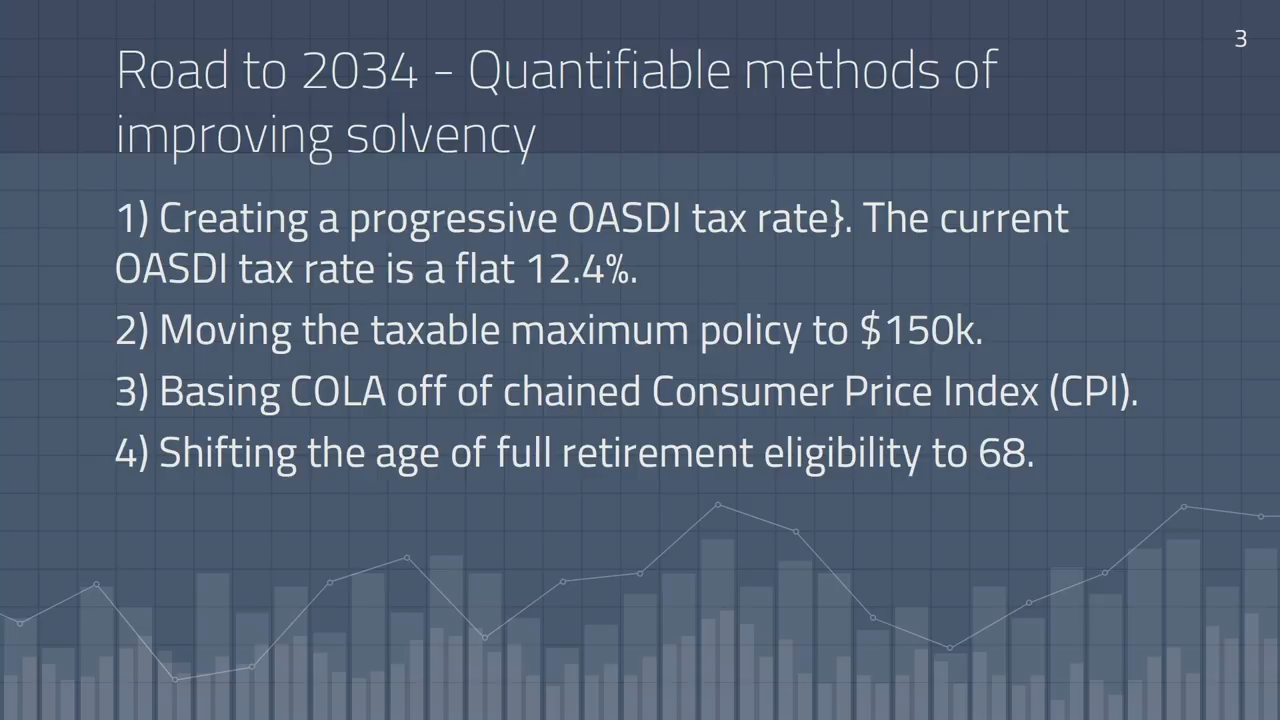 3
Road to 2034 - Quantifiable methods of
improving solvency
1) Creating a progressive OASDI tax rate}. The current
OASDI tax rate is a flat 12.4%.
2) Moving the taxable maximum policy to $150k.
3) Basing COLA off of chained Consumer Price Index (CPI).
4) Shifting the age of full retirement eligibility to 68.